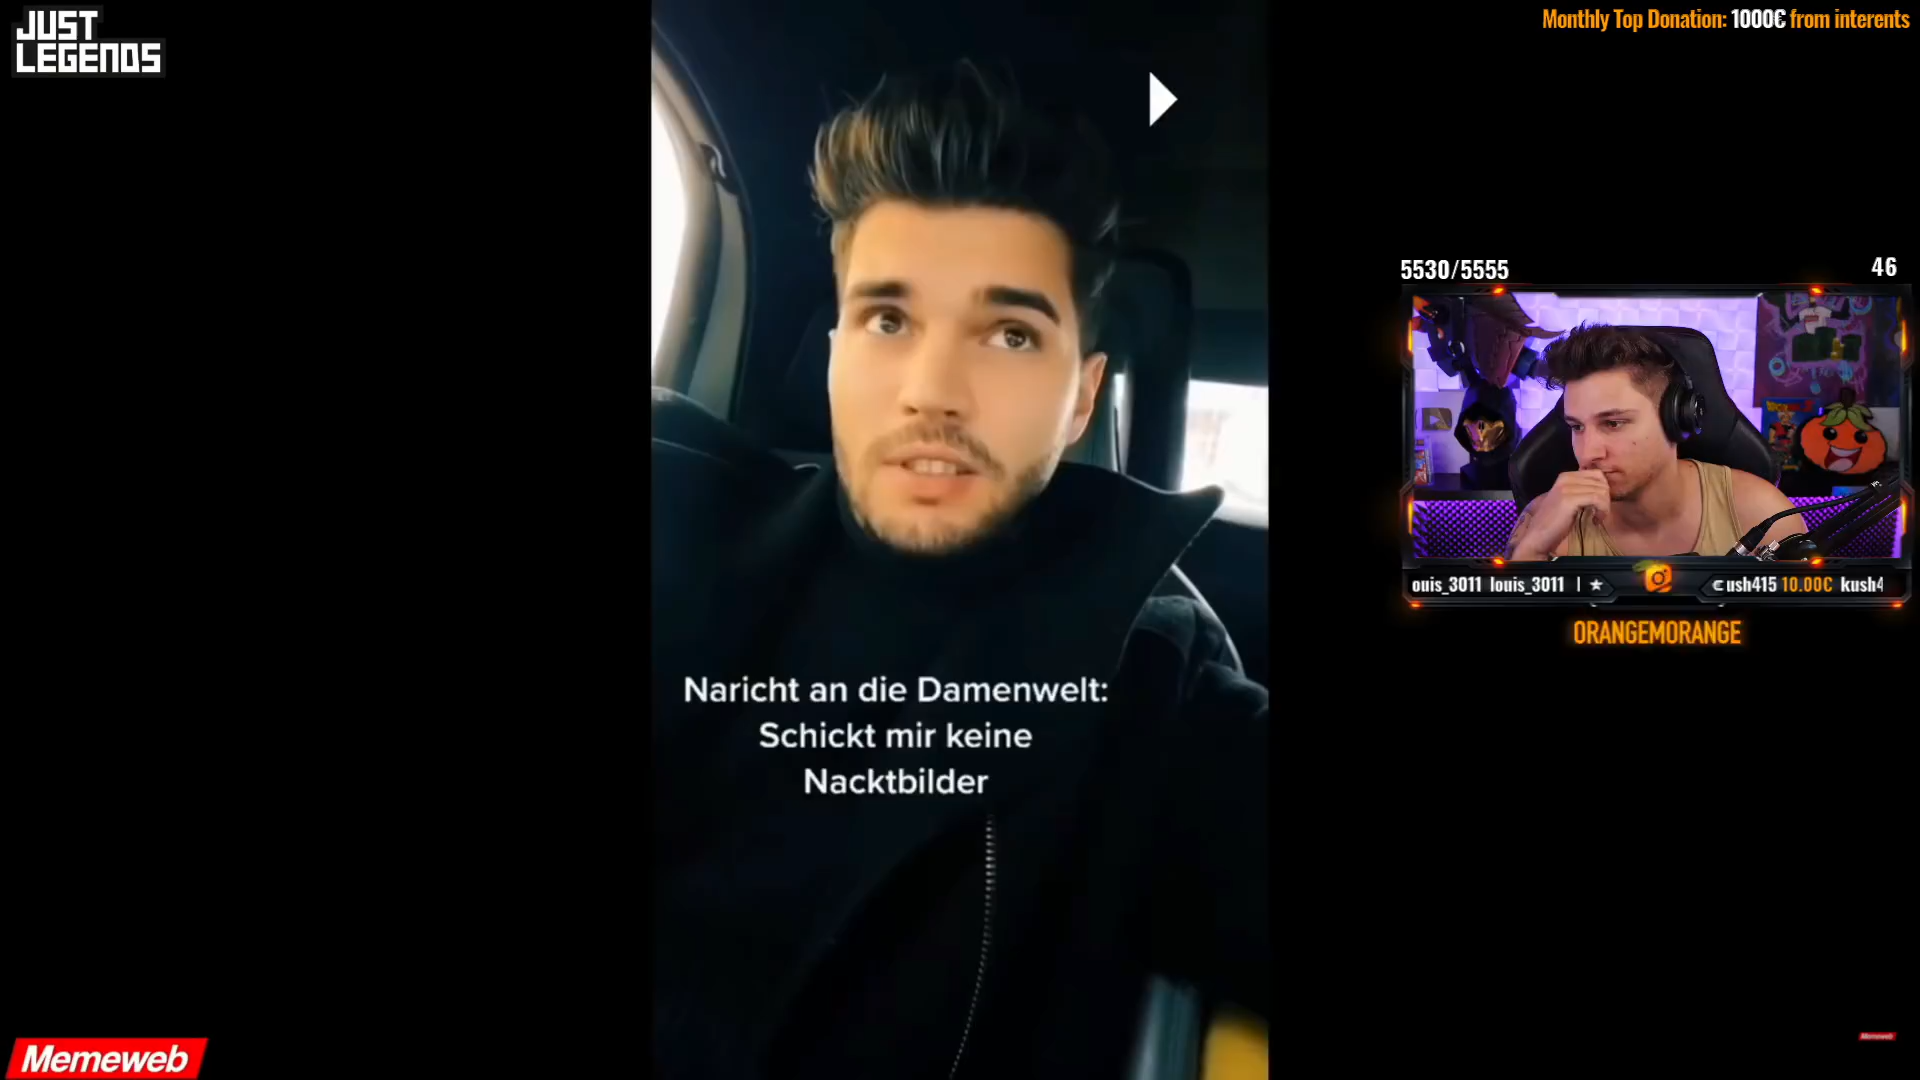 JUST
LEGENDS
Monthly Top Donation: 1000€ from interents
5530/5555
46
Naricht an die Damenwelt:
Schickt mir keine
Nacktbilder
ouis_3011 louis_3011 l
ush415 10.00€ kush4
ORANGEMORANGE
Memeweb
Memeweb